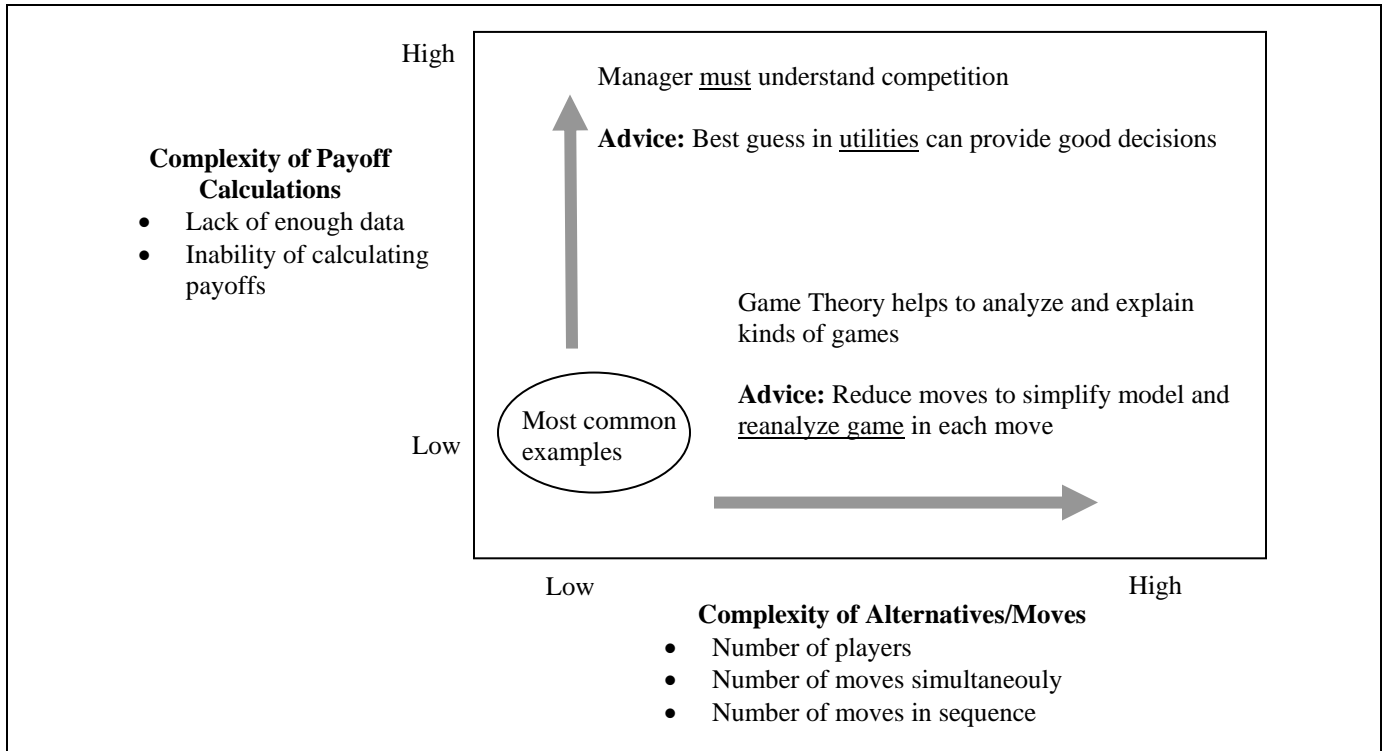 High
Manager must understand competition
Advice: Best guess in utilities can provide good decisions
Complexity of Payoff
Calculations
• Lack of enough data
• Inability of calculating
payoffs
Game Theory helps to analyze and explain
kinds of games
Advice: Reduce moves to simplify model and
reanalyze game in each move
Most common
examples
Low
Low
High
Complexity of Alternatives/Moves
• Number of players
• Number of moves simultaneouly
• Number of moves in sequence